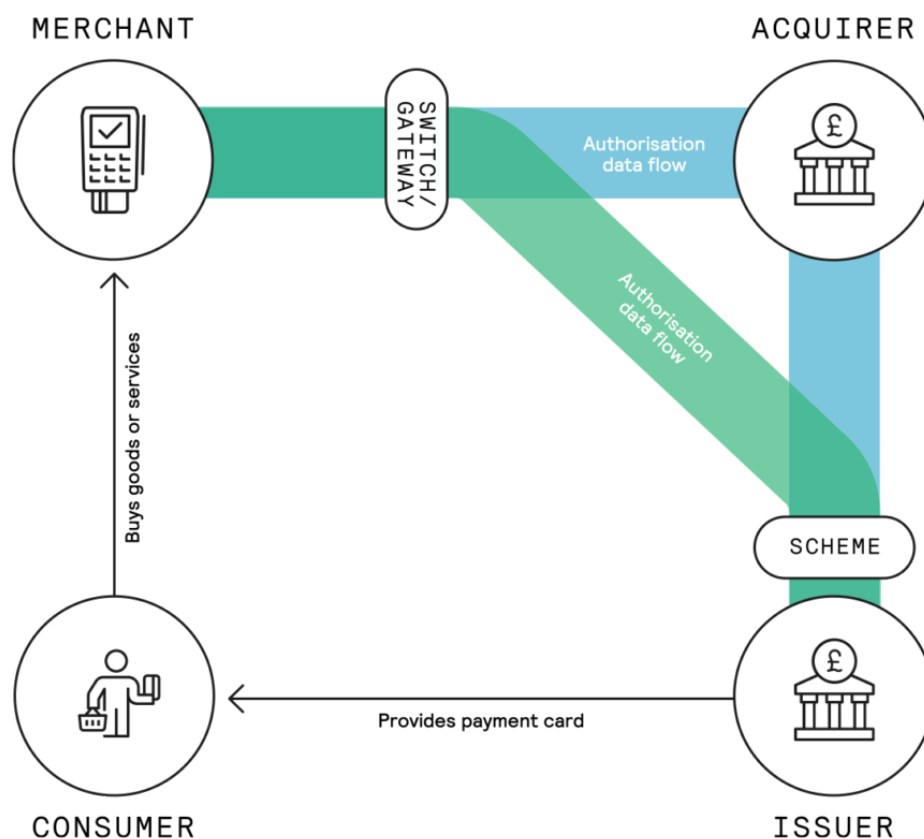 MERCHANT
ACQUIRER
SWITCH/
GATEWAY
£
Authorisation
data flow
Authorisation
data flow
Buys goods or services
SCHEME
£
Provides payment card
CONSUMER
ISSUER